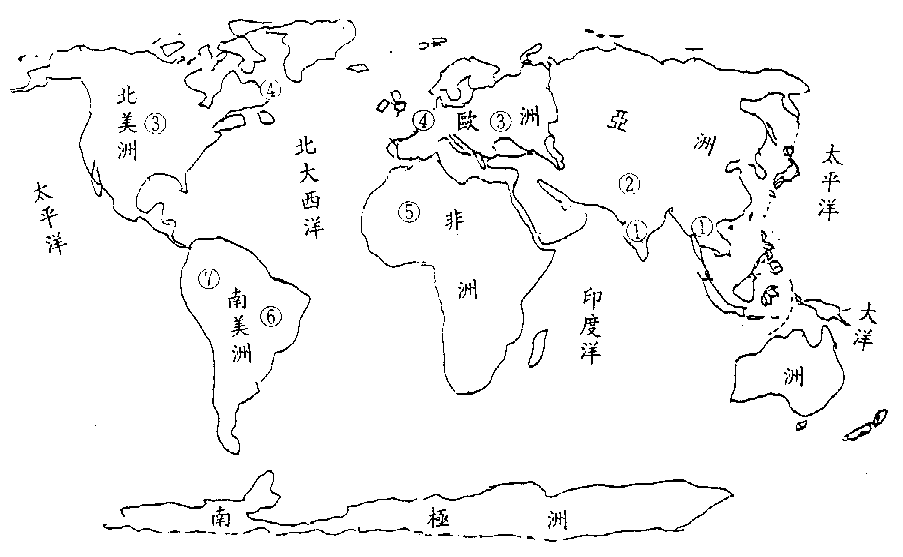 ④
北美洲
③
④
歐
③
洲
亞
洲
太平洋
北大西洋
太平洋
②
⑤
非
①
①
洲
⑦
南美洲
⑥
印度洋
大洋
洲
南
極
洲